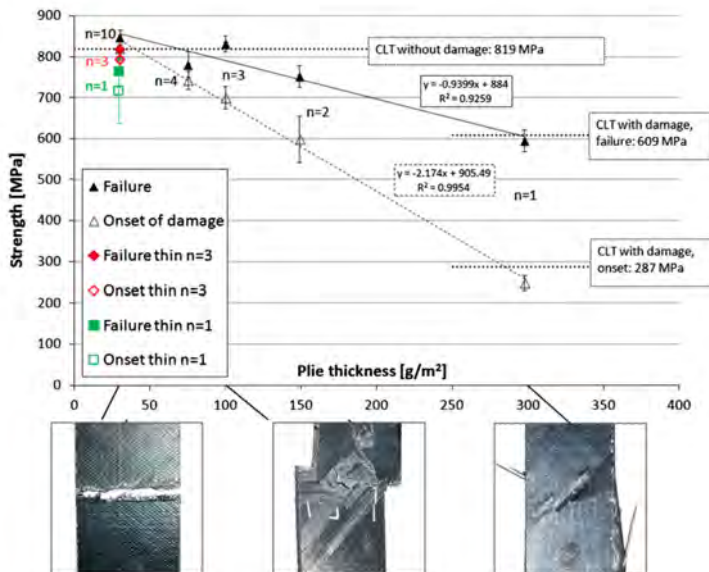 900
800
700
600
500
400
300
200
100
0
Strength [MPa]
n=10
n=3
n=1
n=4
n=3
n=2
n=1
CLT without damage: 819 MPa
y = -0.9399x + 884
R² = 0.9259
CLT with damage,
failure: 609 MPa
y = -2.174x + 905.49
R² = 0.9954
CLT with damage,
onset: 287 MPa
Failure
Onset of damage
Failure thin n=3
Onset thin n=3
Failure thin n=1
Onset thin n=1
Plie thickness [g/m²]
0 50 100 150 200 250 300 350 400